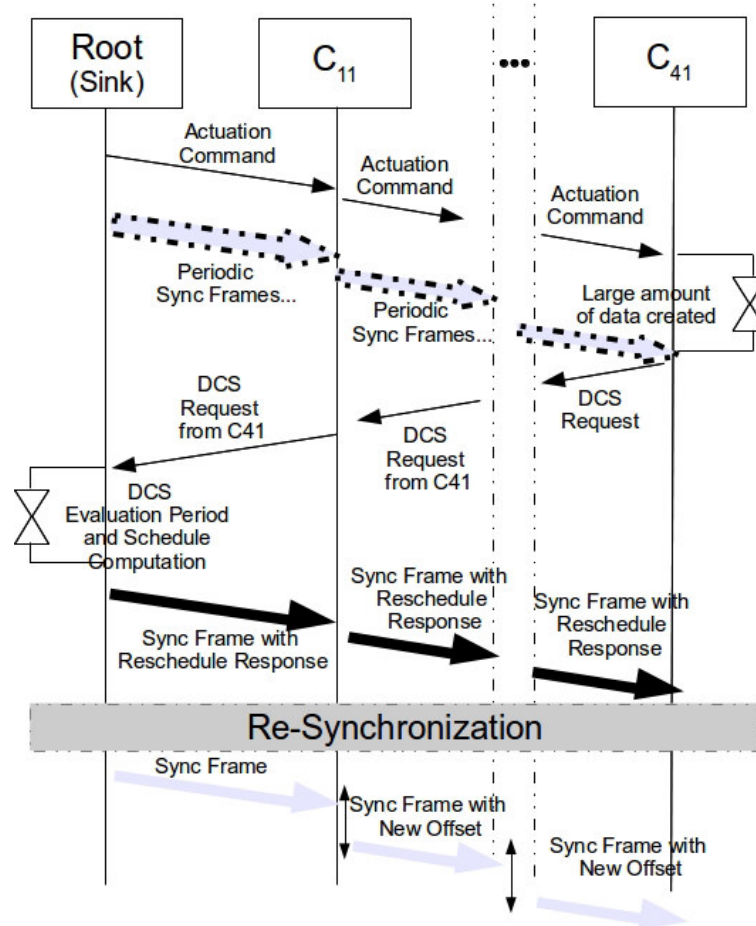 Root
(Sink)
C11
...
C41
Actuation
Command
Actuation
Command
Actuation
Command
Periodic
Sync Frames...
Periodic
Sync Frames...
Large amount
of data created
DCS
Request
DCS
Request
from C41
DCS
Request
from C41
DCS
Evaluation Period
and Schedule
Computation
Sync Frame with
Reschedule Response
Sync Frame with
Reschedule
Response
Sync Frame with
Reschedule
Response
Re-Synchronization
Sync Frame
Sync Frame with
New Offset
Sync Frame with
New Offset